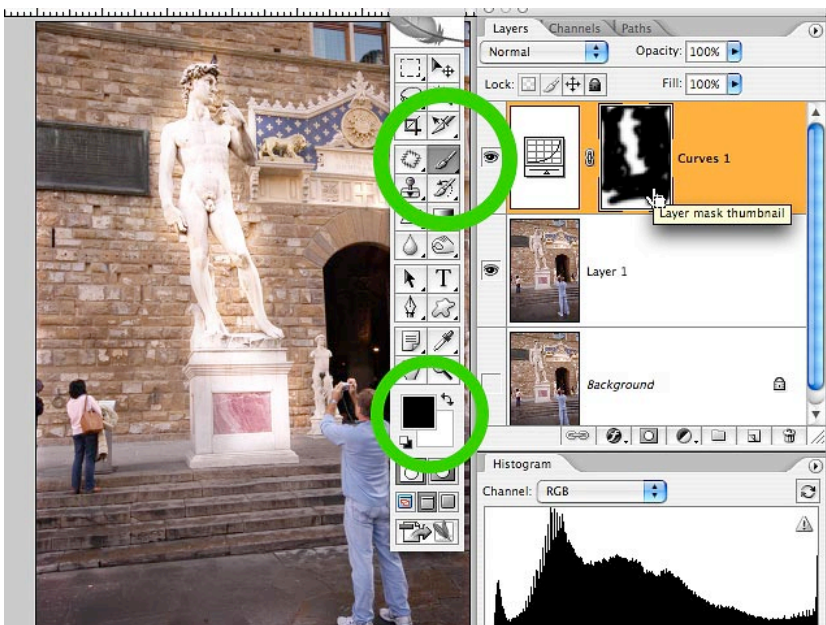 Layers
Channels
Paths
Normal
Opacity: 100%
Lock:
Fill: 100%
Curves 1
Layer mask thumbnail
Layer 1
T
Background
Histogram
Channel: RGB